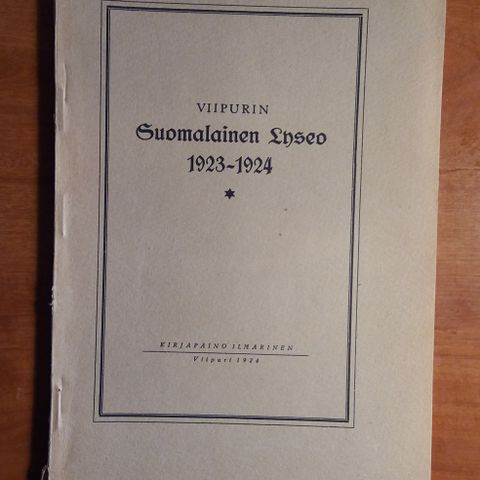 VIIPURIN
Suomalainen Lyseo
1923-1924
KIRJAPAINO ILMARINEN
Viipuri 1924